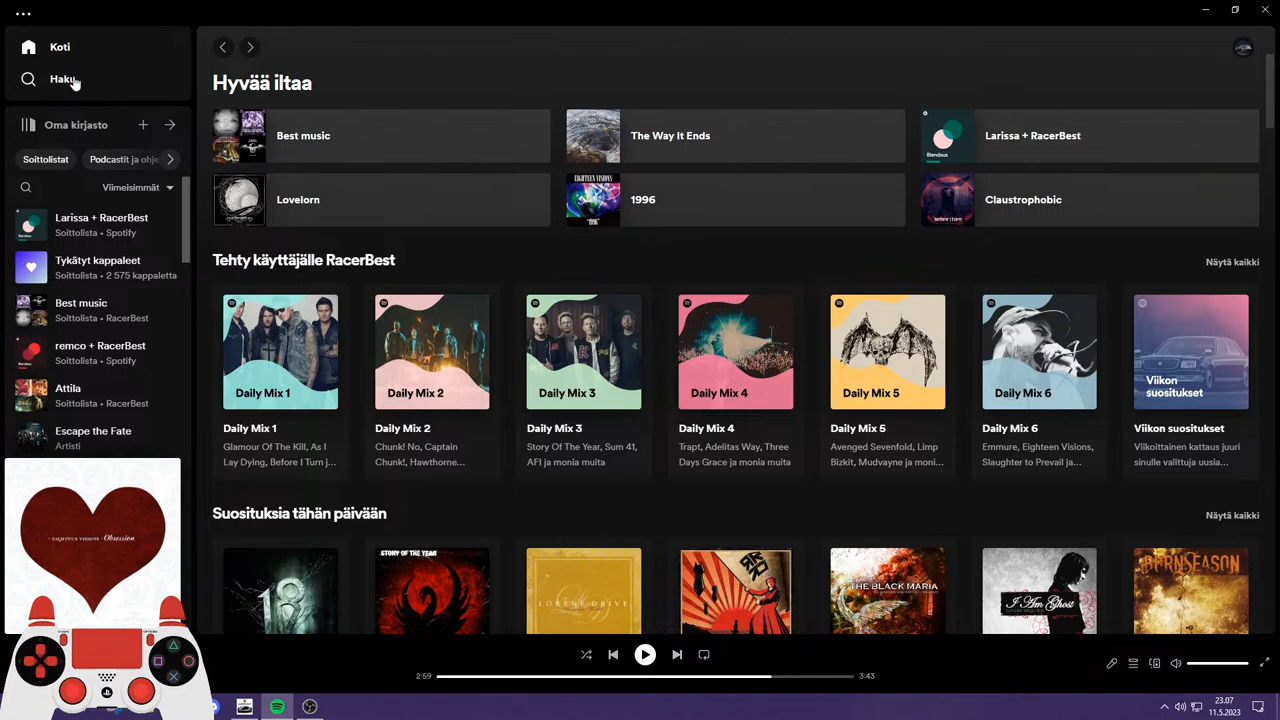 Koti
Haku
Oma kirjasto
Soittolistat
Podcastit ja ohje
Viimeisimmät
Larissa + RacerBest
Soittolista • Spotify
Tykätyt kappaleet
Soittolista • 2 575 kappaletta
Best music
Soittolista • RacerBest
remco + RacerBest
Soittolista • Spotify
Attila
Soittolista • RacerBest
Escape the Fate
Artisti
- EIGHTEEN VISIONS - Obsession
Hyvää iltaa
Best music
The Way It Ends
Blendaus
Larissa + RacerBest
Lovelorn
EIGHTEEN VISIONS
1996
Claustrophobic
Tehty käyttäjälle RacerBest
Näytä kaikki
Daily Mix 1
Daily Mix 2
Daily Mix 3
Daily Mix 4
Daily Mix 5
Daily Mix 6
Viikon
suositukset
Daily Mix 1
Glamour Of The Kill, As I
Lay Dying, Before I Turn j...
Daily Mix 2
Chunk! No, Captain
Chunk!, Hawthorne...
Daily Mix 3
Story Of The Year, Sum 41,
AFI ja monia muita
Daily Mix 4
Trapt, Adelitas Way, Three
Days Grace ja monia muita
Daily Mix 5
Avenged Sevenfold, Limp
Bizkit, Mudvayne ja moni...
Daily Mix 6
Emmure, Eighteen Visions,
Slaughter to Prevail ja...
Viikon suositukset
Viikoittainen kattaus juuri
sinulle valittuja uusia...
Suosituksia tähän päivään
Näytä kaikki
STORY OF THE YEAR
LORENE DRIVE
THE BLACK MARIA
I Am Ghost
BURN SEASON
2:59
3:43
23.07
11.5.2023